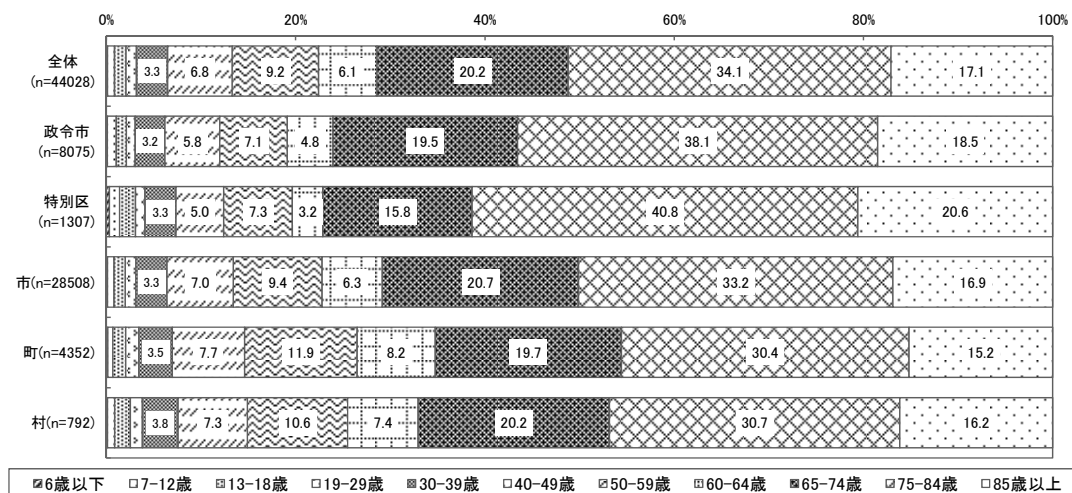 0% 20% 40% 60% 80% 100%
全体
(n=44028)
3.3 6.8 9.2 6.1 20.2 34.1 17.1
政令市
(n=8075)
3.2 5.8 7.1 4.8 19.5 38.1 18.5
特別区
(n=1307)
3.3 5.0 7.3 3.2 15.8 40.8 20.6
市(n=28508) 3.3 7.0 9.4 6.3 20.7 33.2 16.9
町(n=4352) 3.5 7.7 11.9 8.2 19.7 30.4 15.2
村(n=792) 3.8 7.3 10.6 7.4 20.2 30.7 16.2
6歳以下 7-12歳 13-18歳 19-29歳 30-39歳 40-49歳 50-59歳 60-64歳 65-74歳 75-84歳 85歳以上